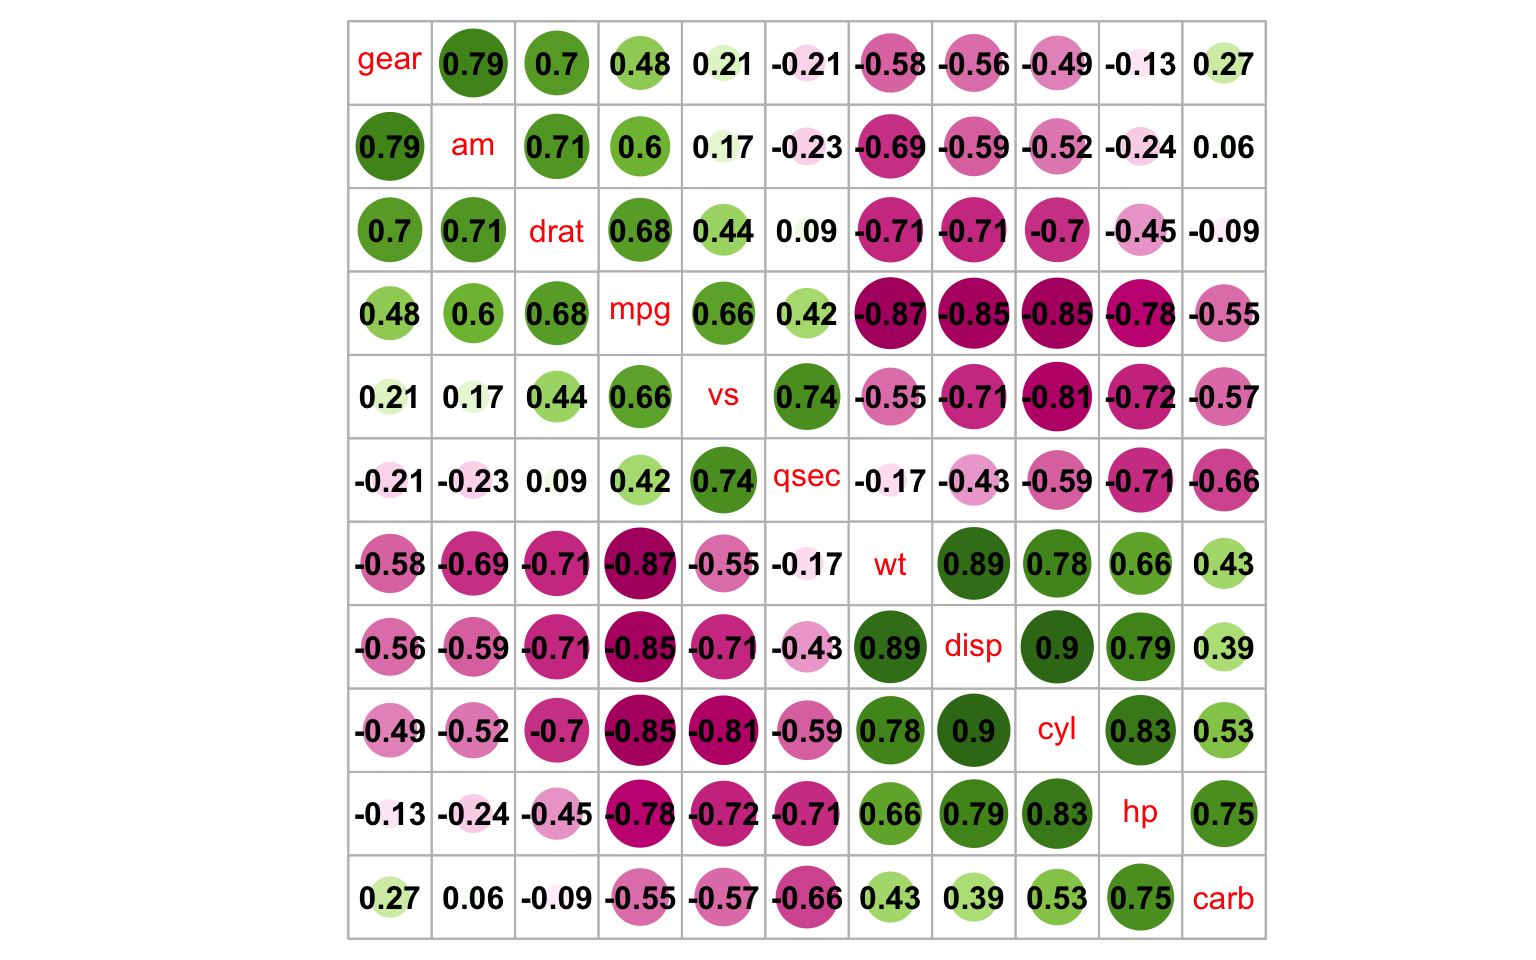 gear 0.79 0.7 0.48 0.21 -0.21 -0.58 -0.56 -0.49 -0.13 0.27
0.79 am 0.71 0.6 0.17 -0.23 -0.69 -0.59 -0.52 -0.24 0.06
0.7 0.71 drat 0.68 0.44 0.09 -0.71 -0.71 -0.7 -0.45 -0.09
0.48 0.6 0.68 mpg 0.66 0.42 -0.87 -0.85 -0.85 -0.78 -0.55
0.21 0.17 0.44 0.66 vs 0.74 -0.55 -0.71 -0.81 -0.72 -0.57
-0.21 -0.23 0.09 0.42 0.74 qsec -0.17 -0.43 -0.59 -0.71 -0.66
-0.58 -0.69 -0.71 -0.87 -0.55 -0.17 wt 0.89 0.78 0.66 0.43
-0.56 -0.59 -0.71 -0.85 -0.71 -0.43 0.89 disp 0.9 0.79 0.39
-0.49 -0.52 -0.7 -0.85 -0.81 -0.59 0.78 0.9 cyl 0.83 0.53
-0.13 -0.24 -0.45 -0.78 -0.72 -0.71 0.66 0.79 0.83 hp 0.75
0.27 0.06 -0.09 -0.55 -0.57 -0.66 0.43 0.39 0.53 0.75 carb